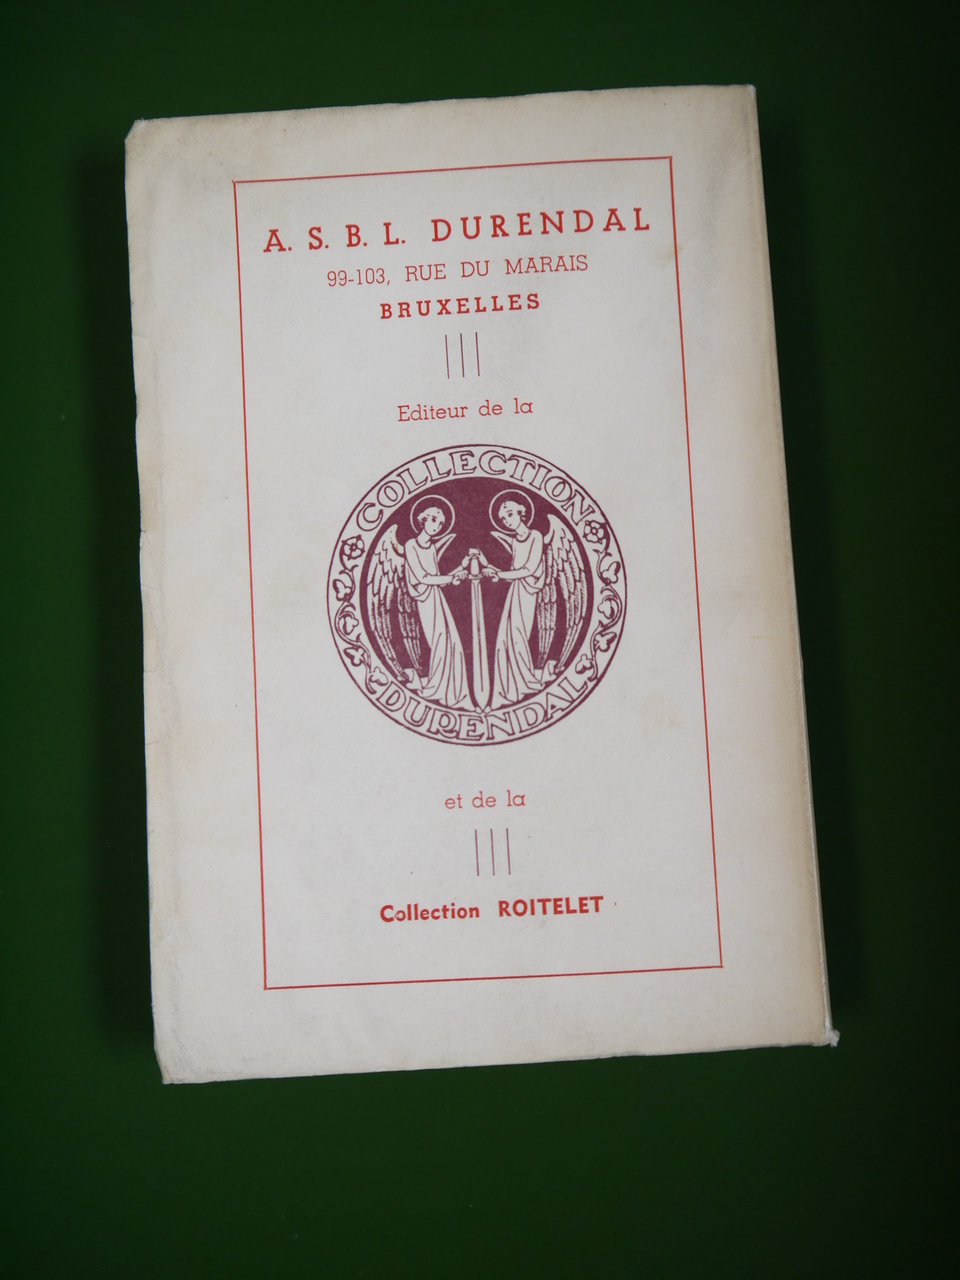 A. S. B. L. DURENDAL
99-103, RUE DU MARAIS
BRUXELLES
Editeur de la
COLLECTION
DURENDAL
et de la
Collection ROITELET